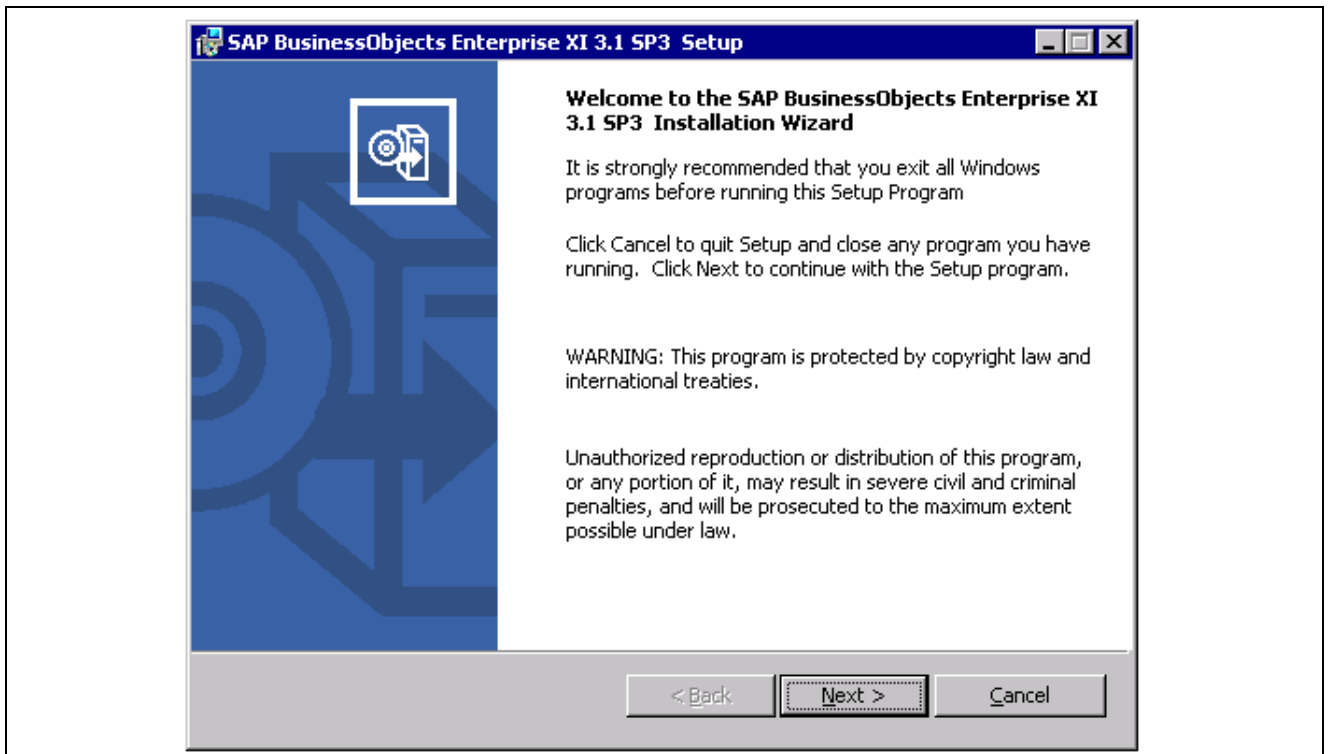 SAP BusinessObjects Enterprise XI 3.1 SP3 Setup
Welcome to the SAP BusinessObjects Enterprise XI
3.1 SP3 Installation Wizard
It is strongly recommended that you exit all Windows
programs before running this Setup Program
Click Cancel to quit Setup and close any program you have
running. Click Next to continue with the Setup program.
WARNING: This program is protected by copyright law and
international treaties.
Unauthorized reproduction or distribution of this program,
or any portion of it, may result in severe civil and criminal
penalties, and will be prosecuted to the maximum extent
possible under law.
< Back Next > Cancel